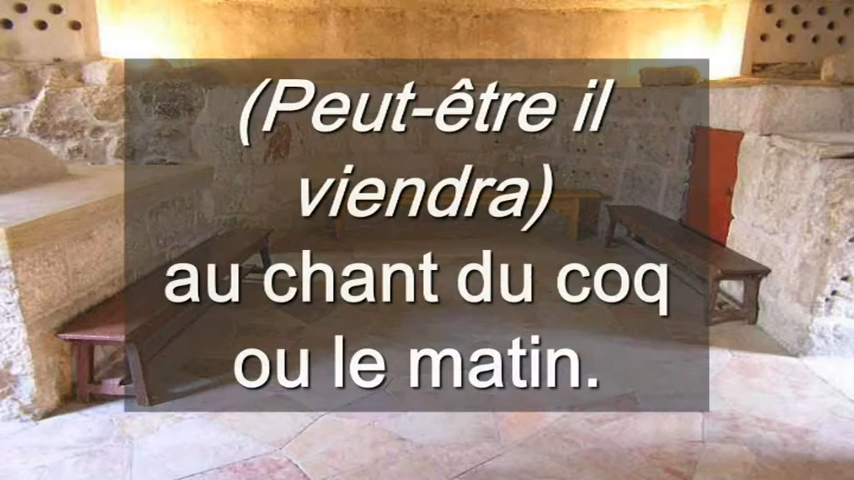 (Peut-être il
viendra)
au chant du coq
ou le matin.